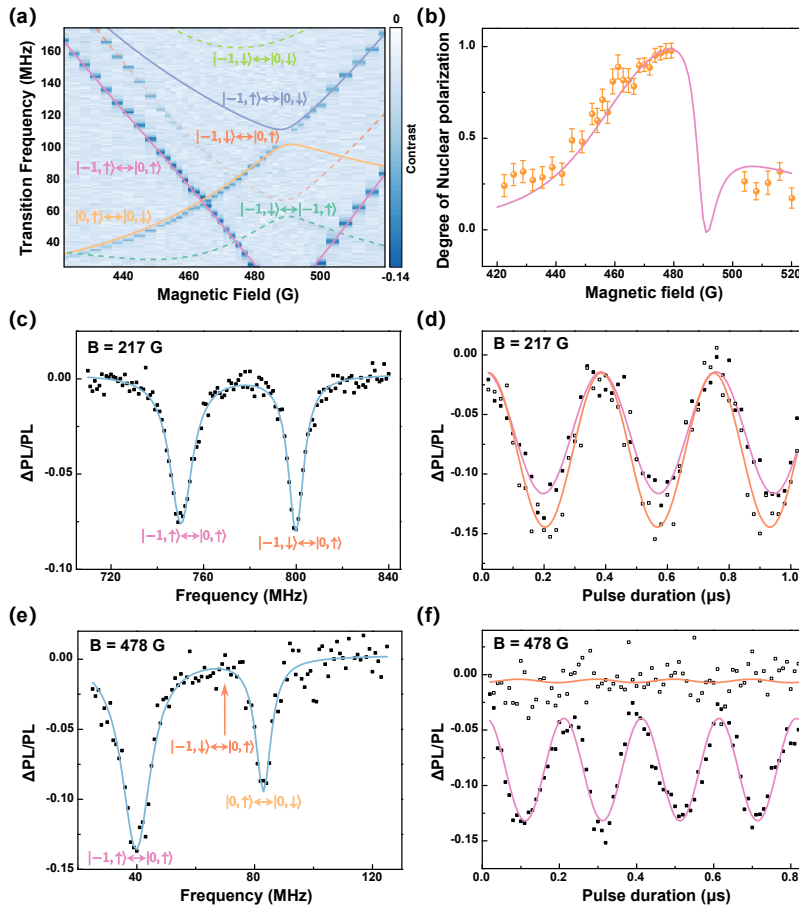 (a)
Transition Frequency (MHz)
160
140
120
100
80
60
40
440
460
480
500
Magnetic Field (G)
|−1,↓⟩↔|0,↓⟩
|−1,↑⟩↔|0,↓⟩
|−1,↓⟩↔|0,↑⟩
|−1,↑⟩↔|0,↑⟩
|0,↑⟩↔|0,↓⟩
|−1,↓⟩↔|−1,↑⟩
0
Contrast
-0.14
(b)
Degree of Nuclear polarization
1.0
0.5
0.0
420
440
460
480
500
520
Magnetic field (G)
(c)
B = 217 G
ΔPL/PL
0.00
-0.05
-0.10
|−1,↑⟩↔|0,↑⟩
|−1,↓⟩↔|0,↑⟩
720
760
800
840
Frequency (MHz)
(d)
B = 217 G
ΔPL/PL
0.00
-0.05
-0.10
-0.15
0.0
0.2
0.4
0.6
0.8
1.0
Pulse duration (μs)
(e)
B = 478 G
ΔPL/PL
0.00
-0.05
-0.10
-0.15
|−1,↓⟩↔|0,↑⟩
|0,↑⟩↔|0,↓⟩
|−1,↑⟩↔|0,↑⟩
40
80
120
Frequency (MHz)
(f)
B = 478 G
ΔPL/PL
0.00
-0.05
-0.10
-0.15
0.0
0.2
0.4
0.6
0.8
Pulse duration (μs)